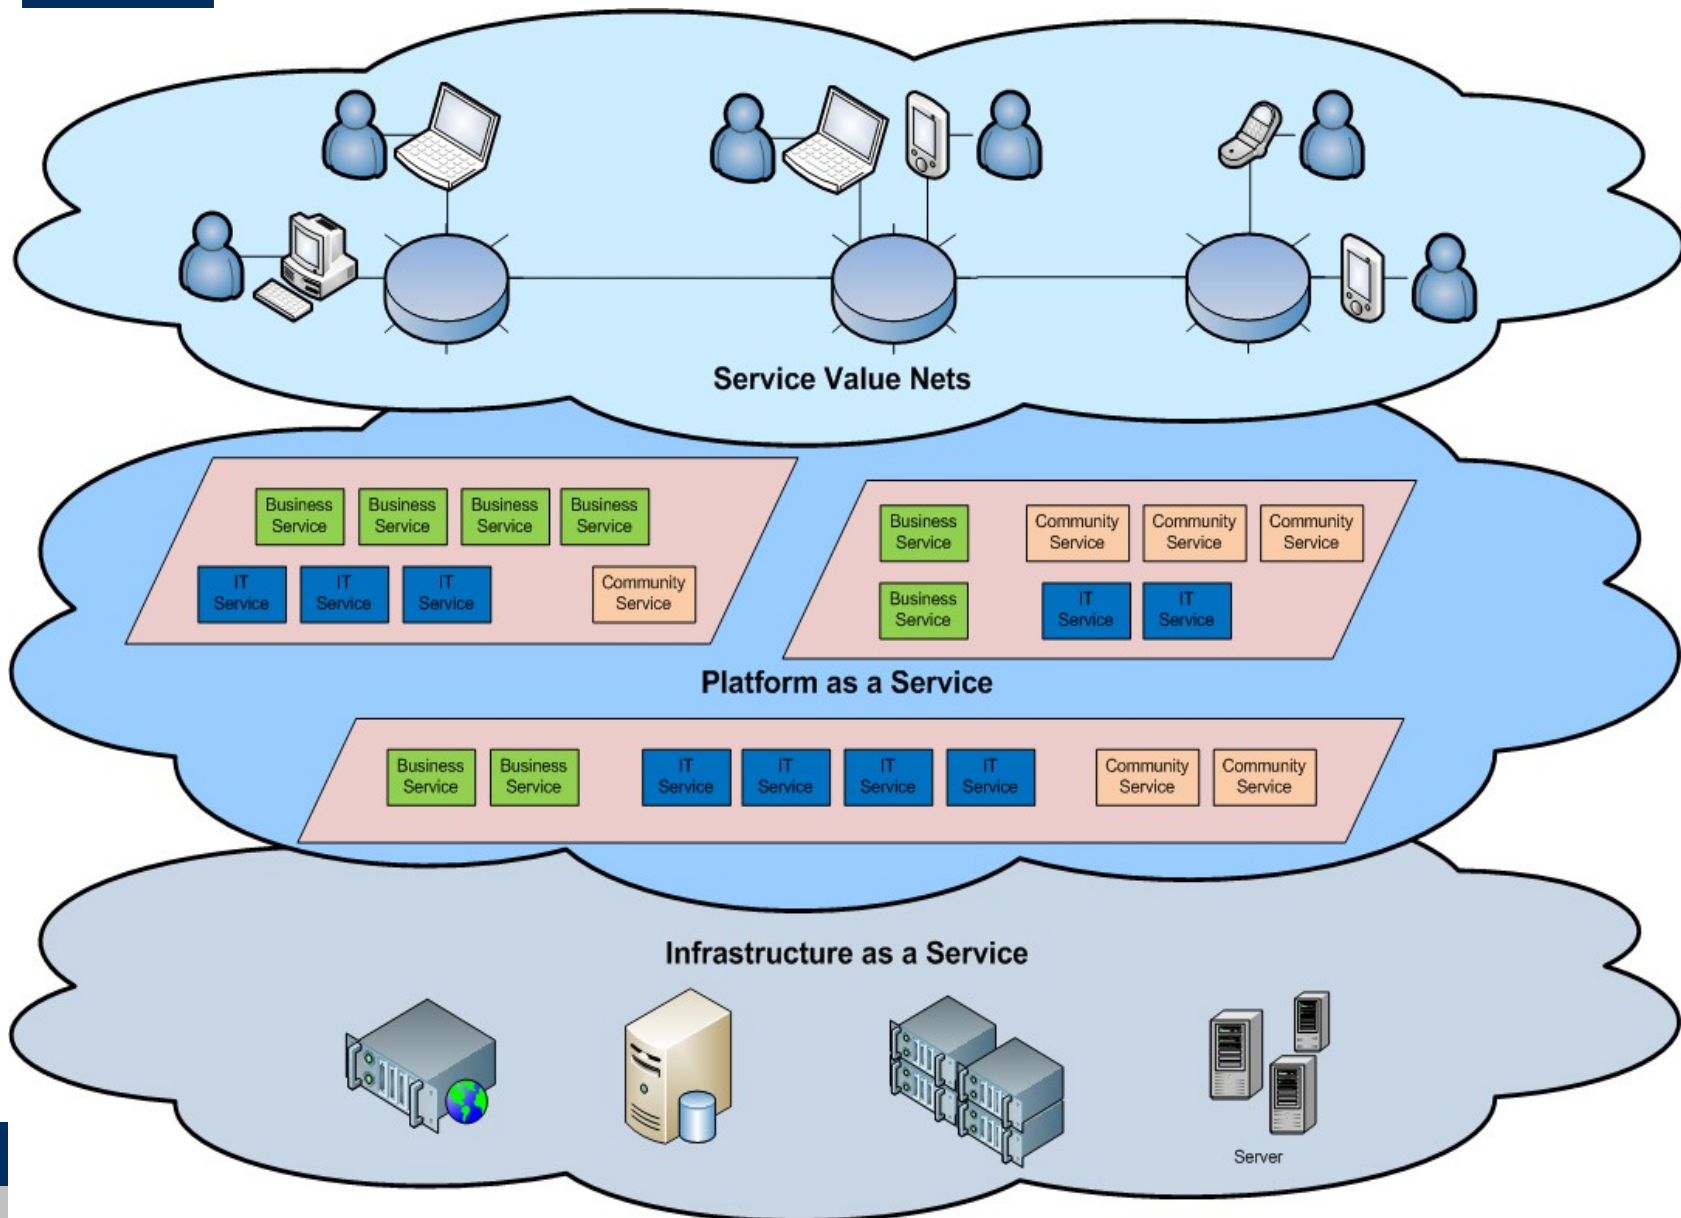 Service Value Nets
Business
Service
Business
Service
Business
Service
Business
Service
IT
Service
IT
Service
IT
Service
Community
Service
Business
Service
Community
Service
Community
Service
Community
Service
Business
Service
IT
Service
IT
Service
Platform as a Service
Business
Service
Business
Service
IT
Service
IT
Service
IT
Service
IT
Service
Community
Service
Community
Service
Infrastructure as a Service
Server